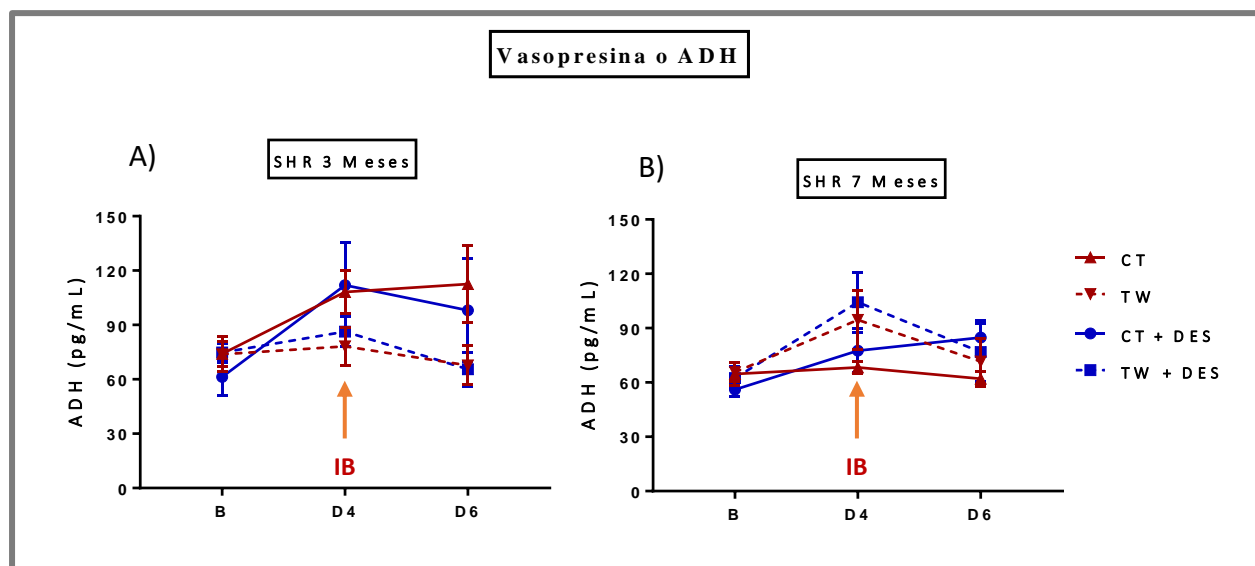 Vasopresina o ADH
A)
SHR 3 Meses
ADH (pg/mL)
150
120
90
60
30
0
B
D4
D6
IB
B)
SHR 7 Meses
ADH (pg/mL)
150
120
90
60
30
0
B
D4
D6
IB
CT
TW
CT + DES
TW + DES